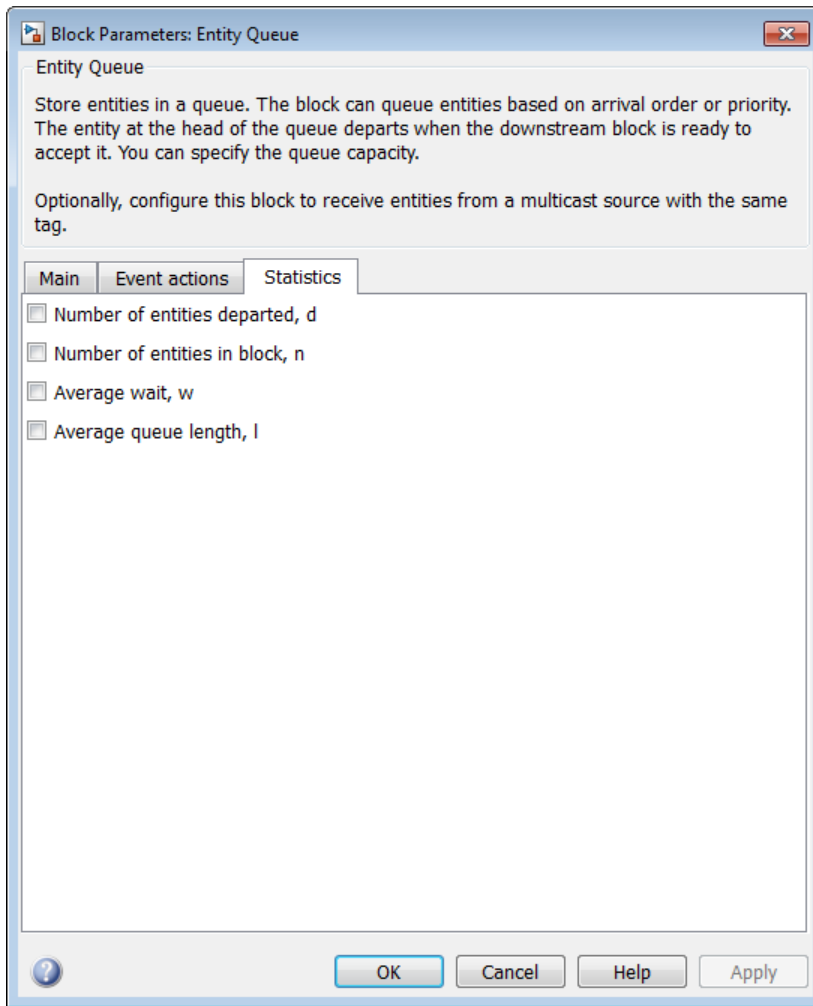 Block Parameters: Entity Queue
Entity Queue
Store entities in a queue. The block can queue entities based on arrival order or priority.
The entity at the head of the queue departs when the downstream block is ready to
accept it. You can specify the queue capacity.
Optionally, configure this block to receive entities from a multicast source with the same
tag.
Main Event actions Statistics
Number of entities departed, d
Number of entities in block, n
Average wait, w
Average queue length, l
OK Cancel Help Apply